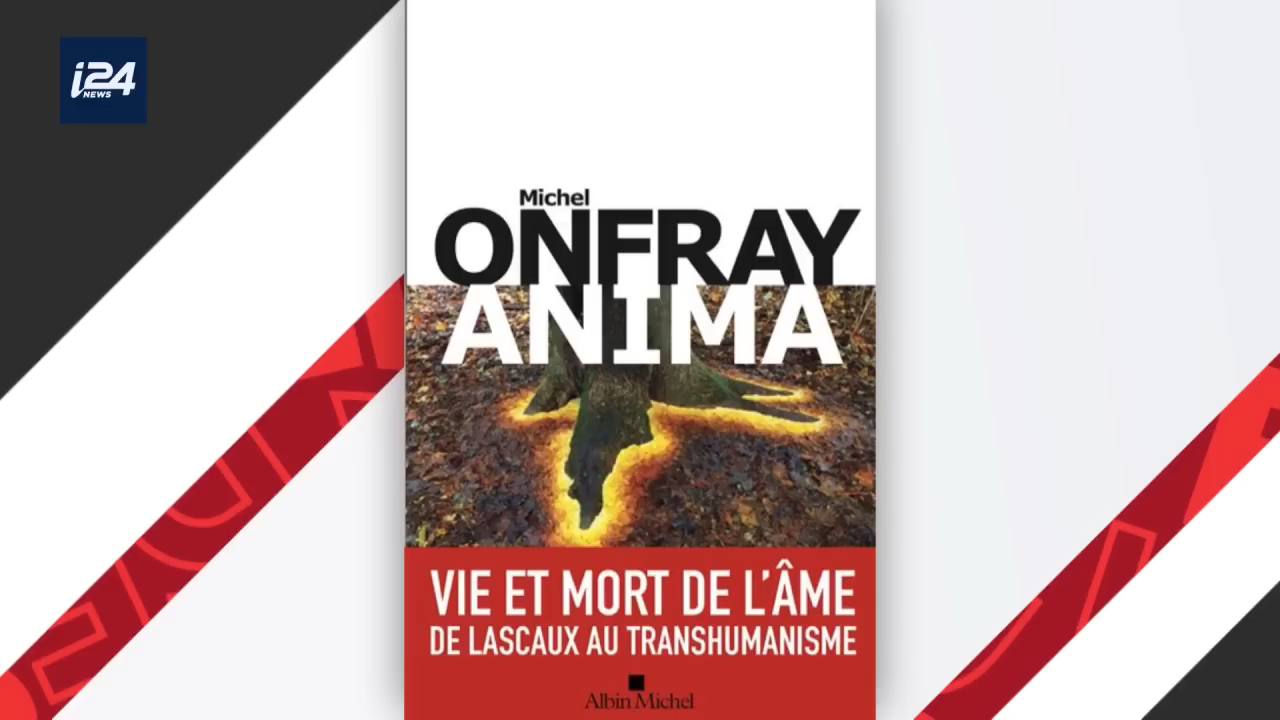 i24
NEWS
Michel
ONFRAY
ANIMA
VIE ET MORT DE L'ÂME
DE LASCAUX AU TRANSHUMANISME
Albin Michel